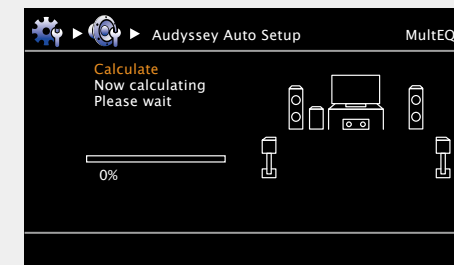 Audyssey Auto Setup MultEQ
Calculate
Now calculating
Please wait
0%